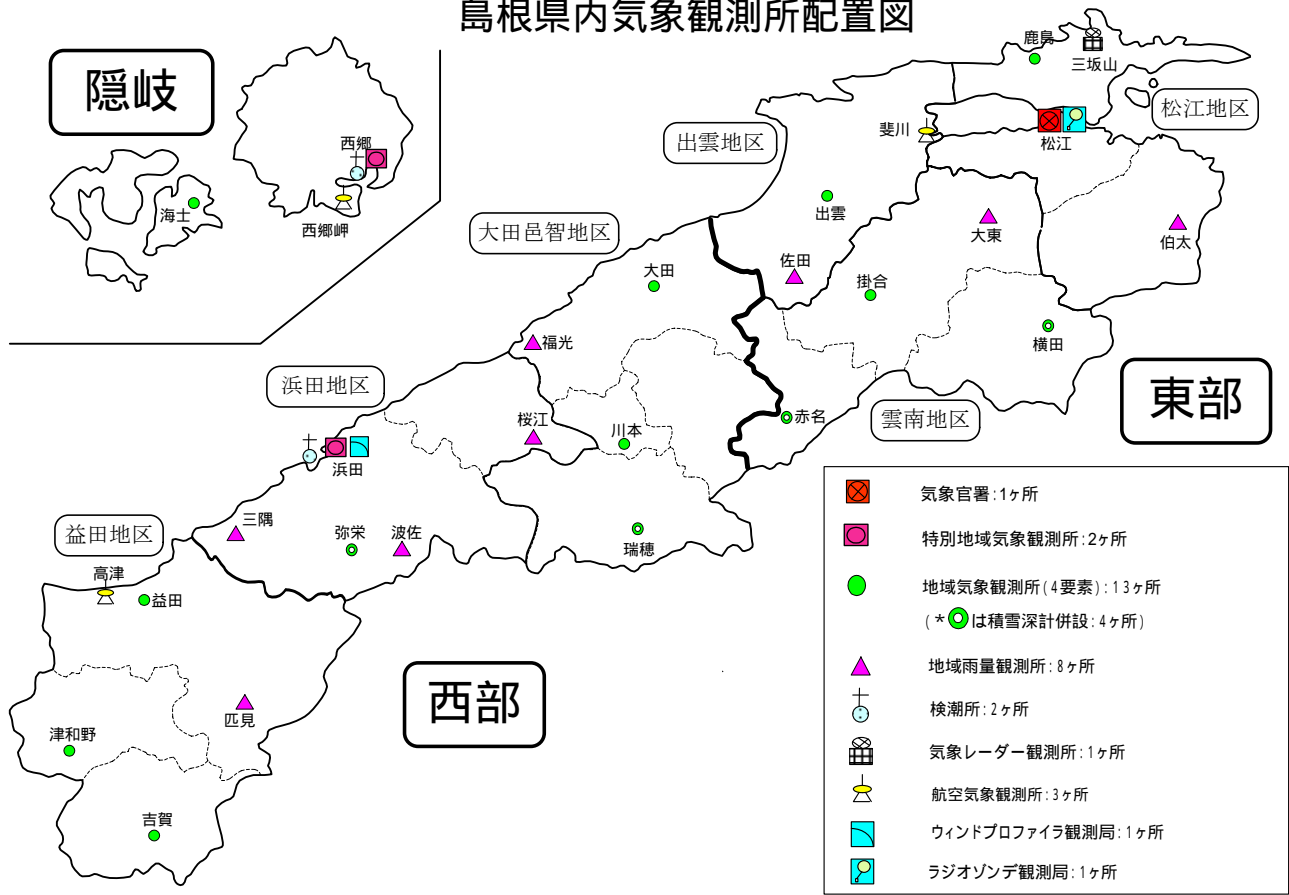 島根県内気象観測所配置図
隠岐
西郷
海士
西郷岬
鹿島
三坂山
松江地区
出雲地区
斐川
松江
出雲
大東
伯太
大田邑智地区
佐田
掛合
大田
横田
福光
東部
浜田地区
赤名
雲南地区
桜江
川本
浜田
三隅
弥栄
波佐
瑞穂
益田地区
高津
益田
西部
匹見
津和野
吉賀
気象官署:1ヶ所
特別地域気象観測所:2ヶ所
地域気象観測所(4要素):13ヶ所
(*◎は積雪深計併設:4ヶ所)
地域雨量観測所:8ヶ所
検潮所:2ヶ所
気象レーダー観測所:1ヶ所
航空気象観測所:3ヶ所
ウィンドプロファイラ観測局:1ヶ所
ラジオゾンデ観測局:1ヶ所